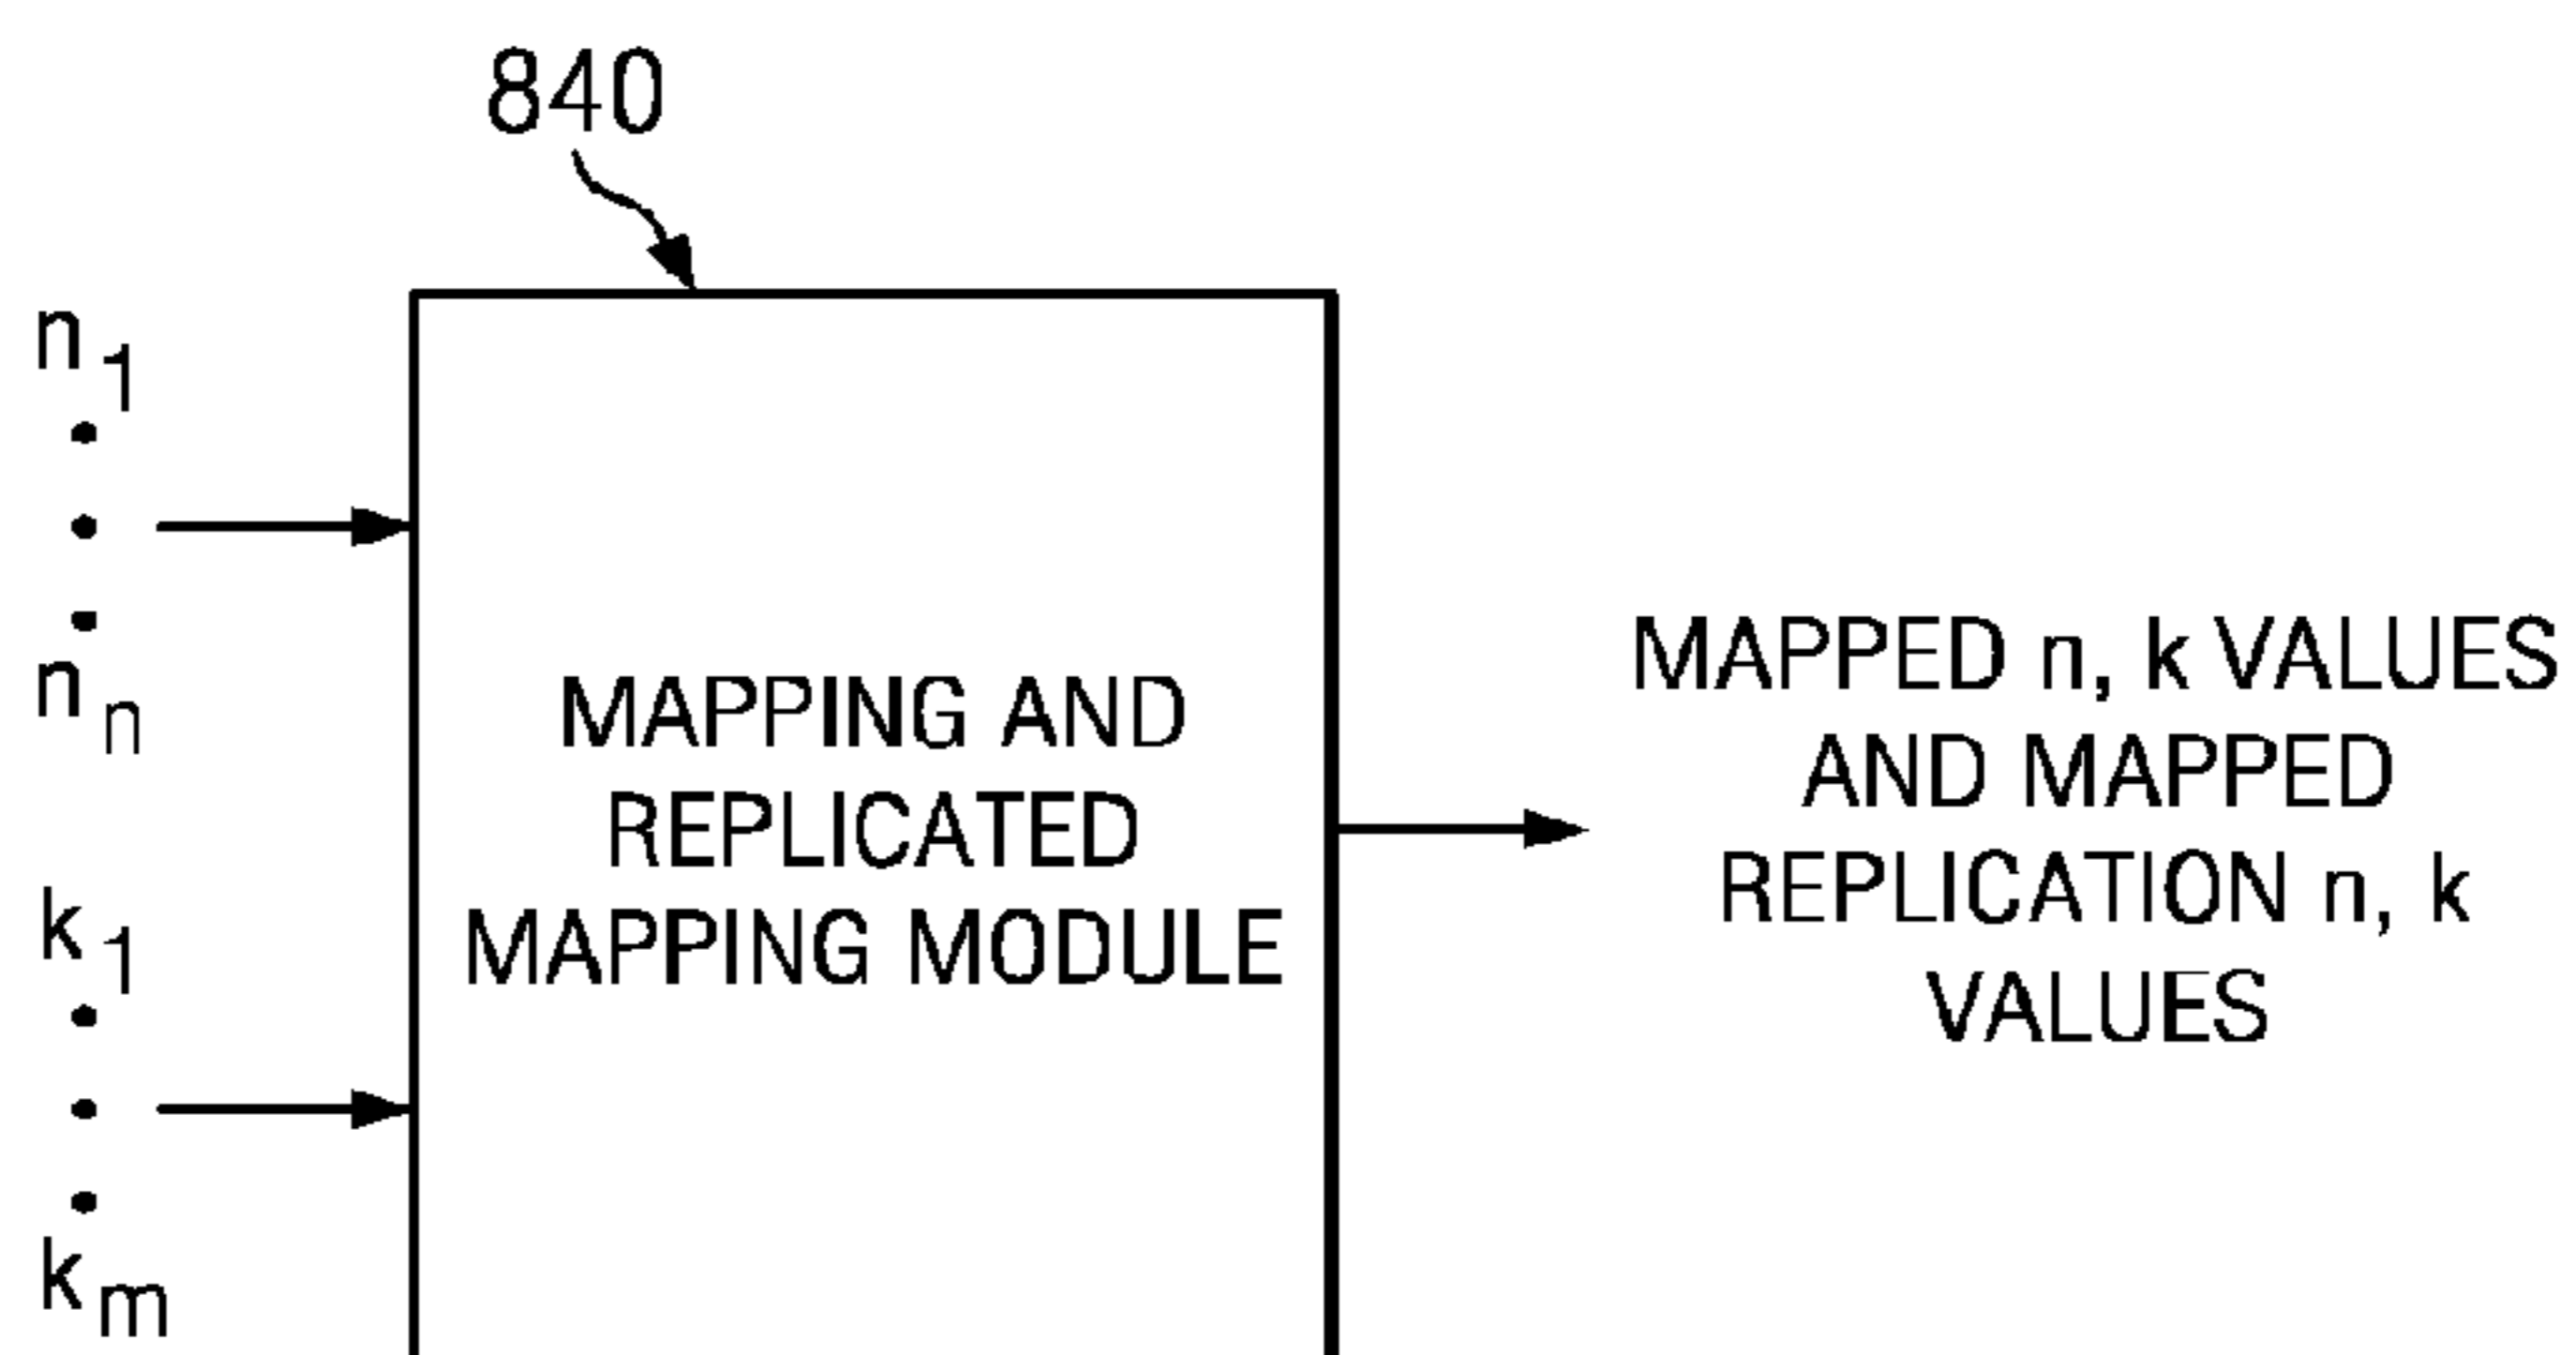 840
n1
nn
k1
km
MAPPING AND
REPLICATED
MAPPING MODULE
MAPPED n, k VALUES
AND MAPPED
REPLICATION n, k
VALUES